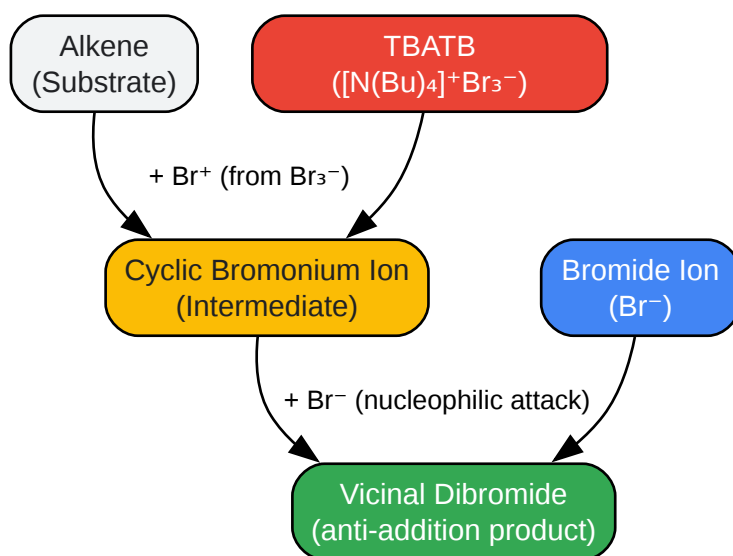 Alkene
(Substrate)
TBATB
([N(Bu)₄]⁺Br₃⁻)
+ Br⁺ (from Br₃⁻)
Cyclic Bromonium Ion
(Intermediate)
Bromide Ion
(Br⁻)
+ Br⁻ (nucleophilic attack)
Vicinal Dibromide
(anti-addition product)